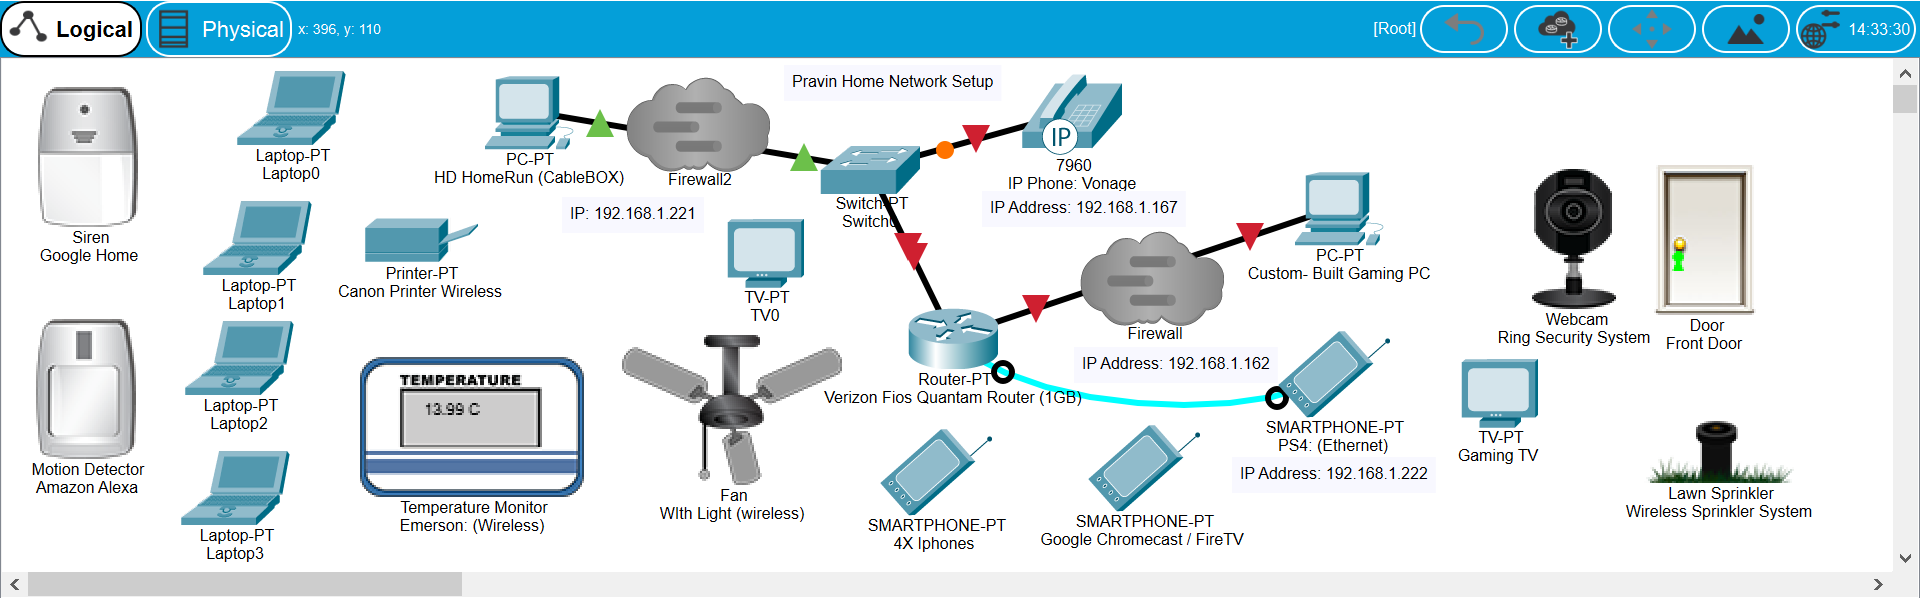 Logical
Physical
x: 396, y: 110
[Root]
14:33:30
Pravin Home Network Setup
Siren
Google Home
Laptop-PT
Laptop0
PC-PT
HD HomeRun (CableBOX)
Firewall2
IP: 192.168.1.221
Switch-PT
Switch0
IP
7960
IP Phone: Vonage
IP Address: 192.168.1.167
Laptop-PT
Laptop1
Printer-PT
Canon Printer Wireless
TV-PT
TV0
PC-PT
Custom- Built Gaming PC
Firewall
IP Address: 192.168.1.162
Webcam
Ring Security System
Door
Front Door
Motion Detector
Amazon Alexa
Laptop-PT
Laptop2
TEMPERATURE
13.99 C
Temperature Monitor
Emerson: (Wireless)
Fan
WIth Light (wireless)
Router-PT
Verizon Fios Quantam Router (1GB)
SMARTPHONE-PT
PS4: (Ethernet)
IP Address: 192.168.1.222
TV-PT
Gaming TV
Laptop-PT
Laptop3
SMARTPHONE-PT
4X Iphones
SMARTPHONE-PT
Google Chromecast / FireTV
Lawn Sprinkler
Wireless Sprinkler System